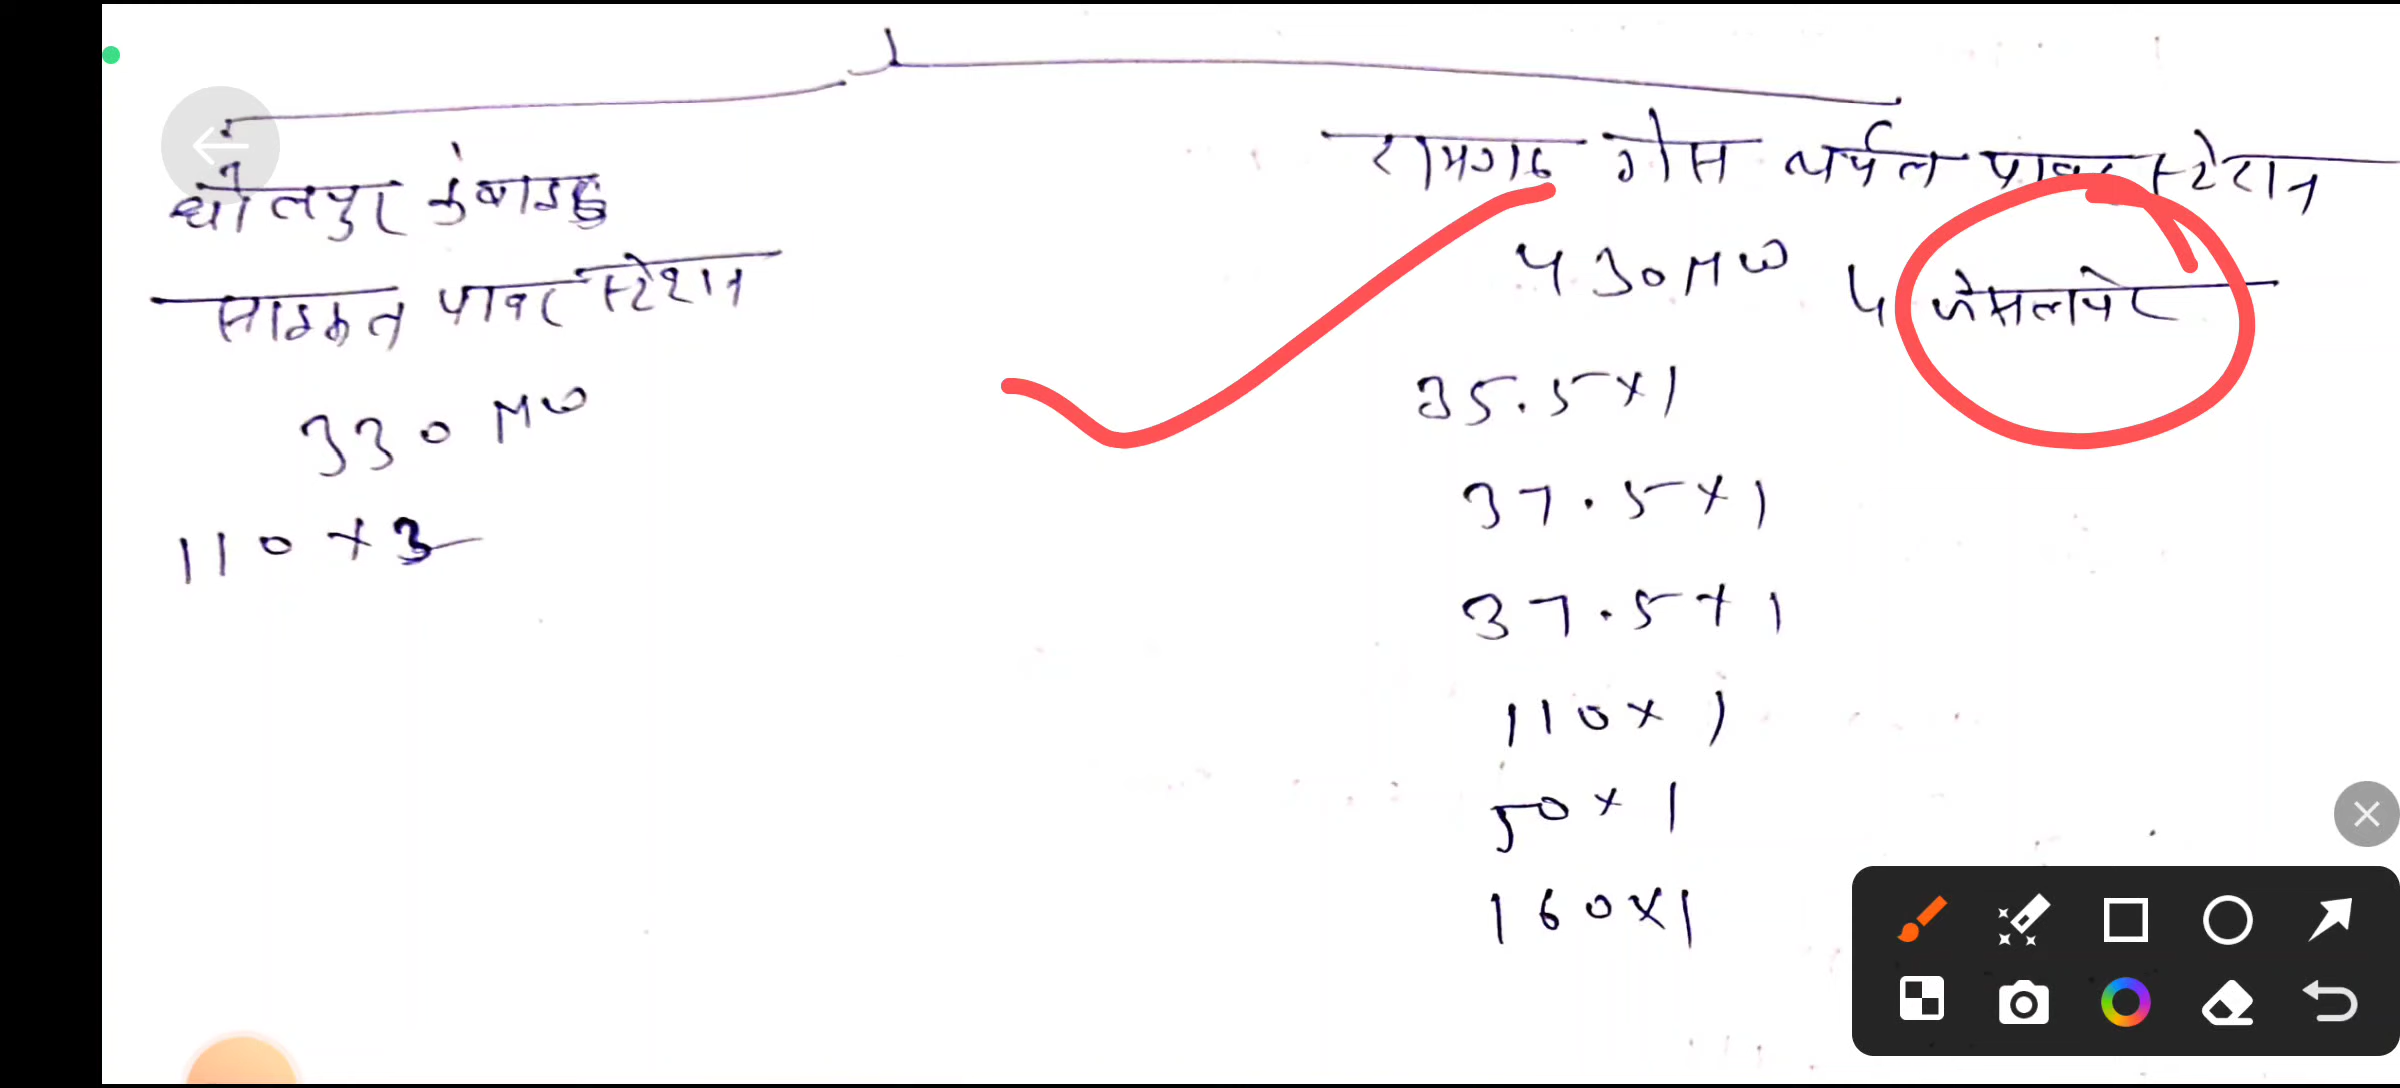 धौलपुर कंबाइंड
साइकल पावर स्टेशन
330 MW
110 × 3
रामगढ गैस थर्मल पावर स्टेशन
430 MW
जैसलमेर
35.5 × 1
37.5 × 1
37.5 × 1
110 × 1
50 × 1
160 × 1